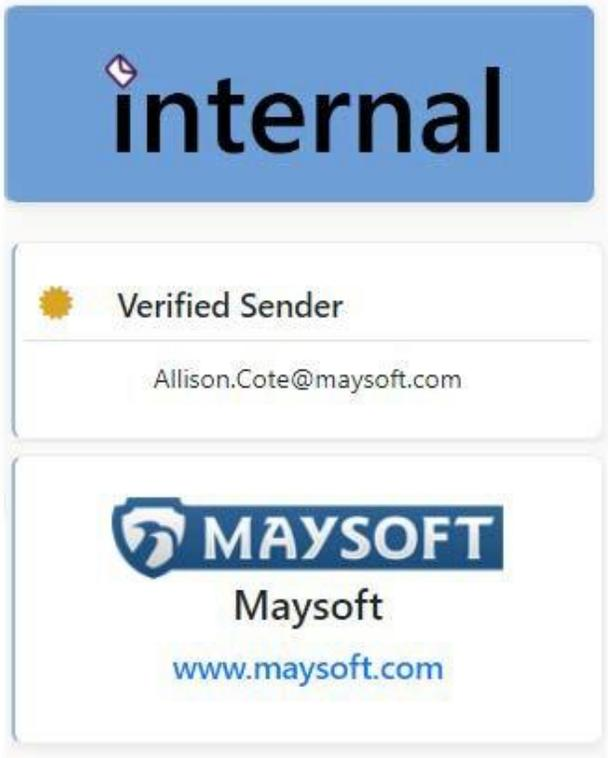 internal
Verified Sender
Allison.Cote@maysoft.com
MAYSOFT
Maysoft
www.maysoft.com